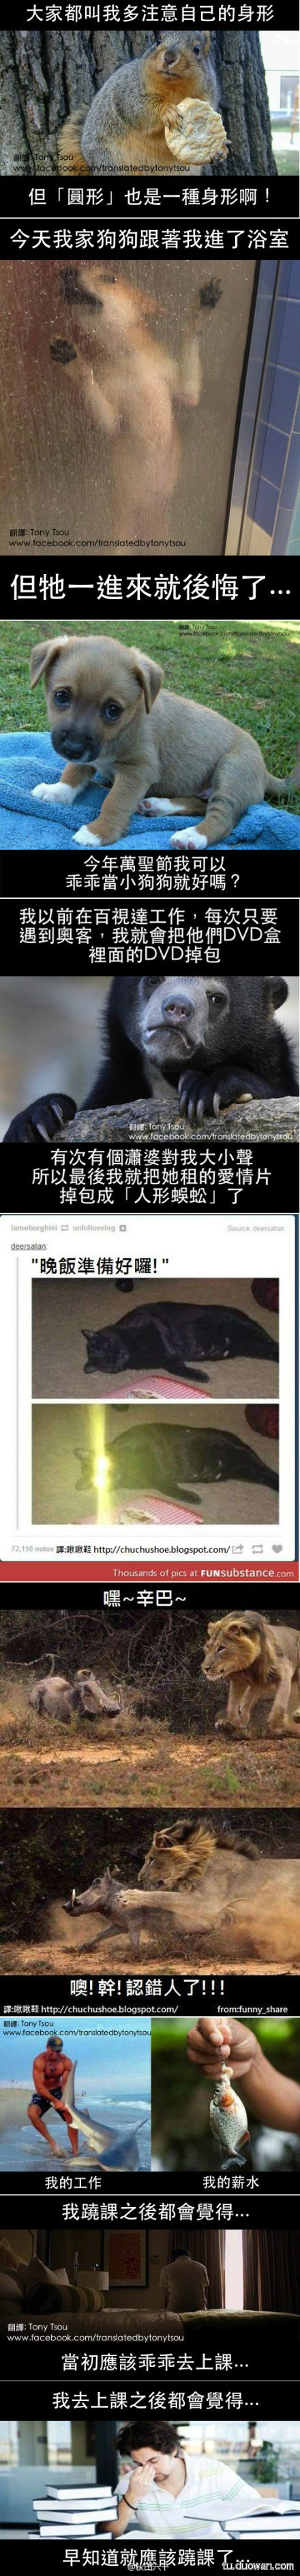 大家都叫我多注意自己的身形
翻譯: Tony Tsou
www.facebook.com/translatedbytonytsou
但「圓形」也是一種身形啊！
今天我家狗狗跟著我進了浴室
翻譯: Tony Tsou
www.facebook.com/translatedbytonytsou
但牠一進來就後悔了...
翻譯: Tony Tsou
www.facebook.com/translatedbytonytsou
今年萬聖節我可以
乖乖當小狗狗就好嗎？
我以前在百視達工作，每次只要
遇到奧客，我就會把他們DVD盒
裡面的DVD掉包
翻譯: Tony Tsou
www.facebook.com/translatedbytonytsou
有次有個瀟婆對我大小聲
所以最後我就把她租的愛情片
掉包成「人形蜈蚣」了
lameborghini unfollovving
Source: deersatan
deersatan:
"晚飯準備好囉!"
72,118 notes 譯:啾啾鞋 http://chuchushoe.blogspot.com/
Thousands of pics at FUNsubstance.com
嘿~辛巴~
噢!幹!認錯人了!!!
譯:啾啾鞋 http://chuchushoe.blogspot.com/ from:funny_share
翻譯: Tony Tsou
www.facebook.com/translatedbytonytsou
我的工作 我的薪水
我蹺課之後都會覺得...
翻譯: Tony Tsou
www.facebook.com/translatedbytonytsou
當初應該乖乖去上課...
我去上課之後都會覺得...
早知道就應該蹺課了...
tu.duowan.com